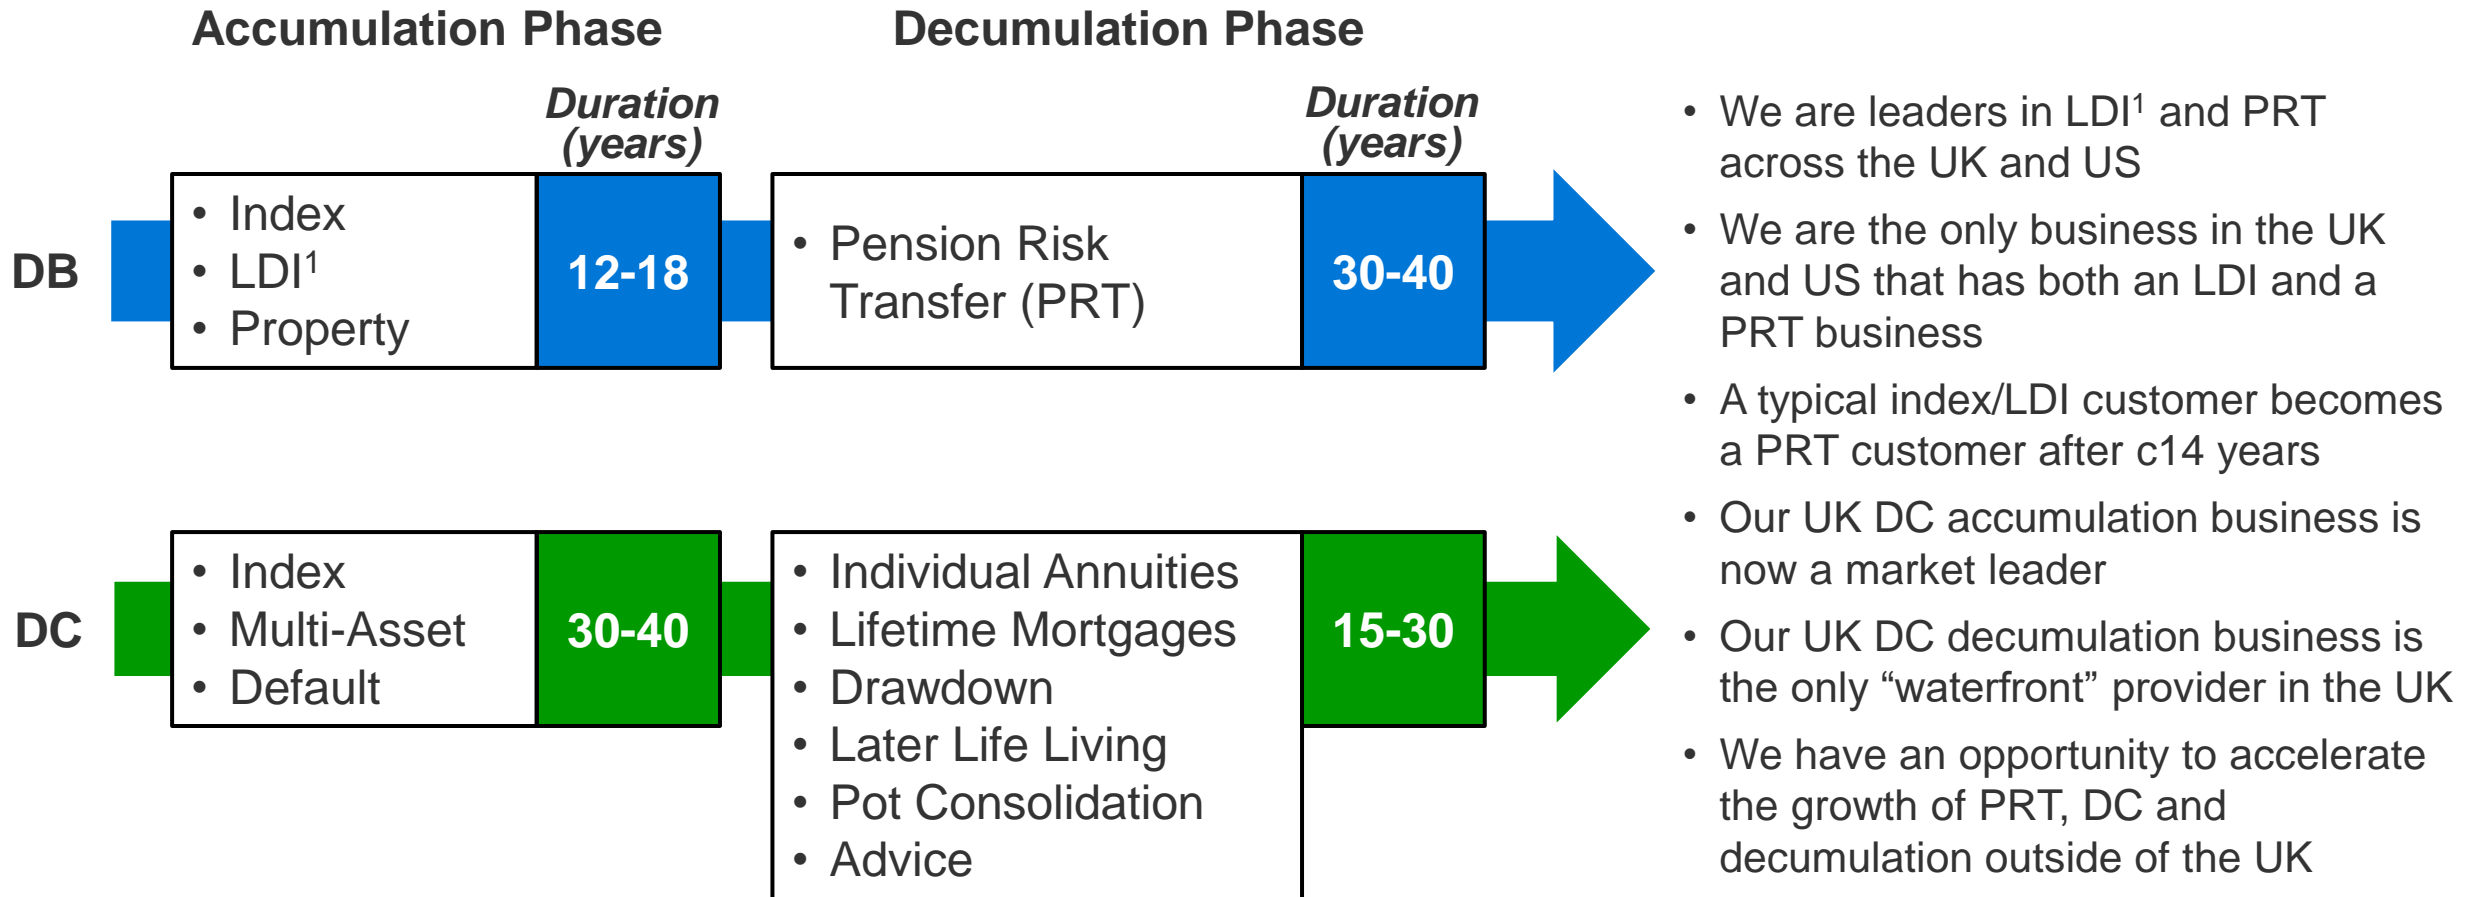 Accumulation Phase
Decumulation Phase
Duration
(years)
Duration
(years)
DB
• Index
• LDI¹
• Property
12-18
• Pension Risk
Transfer (PRT)
30-40
DC
• Index
• Multi-Asset
• Default
30-40
• Individual Annuities
• Lifetime Mortgages
• Drawdown
• Later Life Living
• Pot Consolidation
• Advice
15-30
• We are leaders in LDI¹ and PRT
across the UK and US
• We are the only business in the UK
and US that has both an LDI and a
PRT business
• A typical index/LDI customer becomes
a PRT customer after c14 years
• Our UK DC accumulation business is
now a market leader
• Our UK DC decumulation business is
the only “waterfront” provider in the UK
• We have an opportunity to accelerate
the growth of PRT, DC and
decumulation outside of the UK